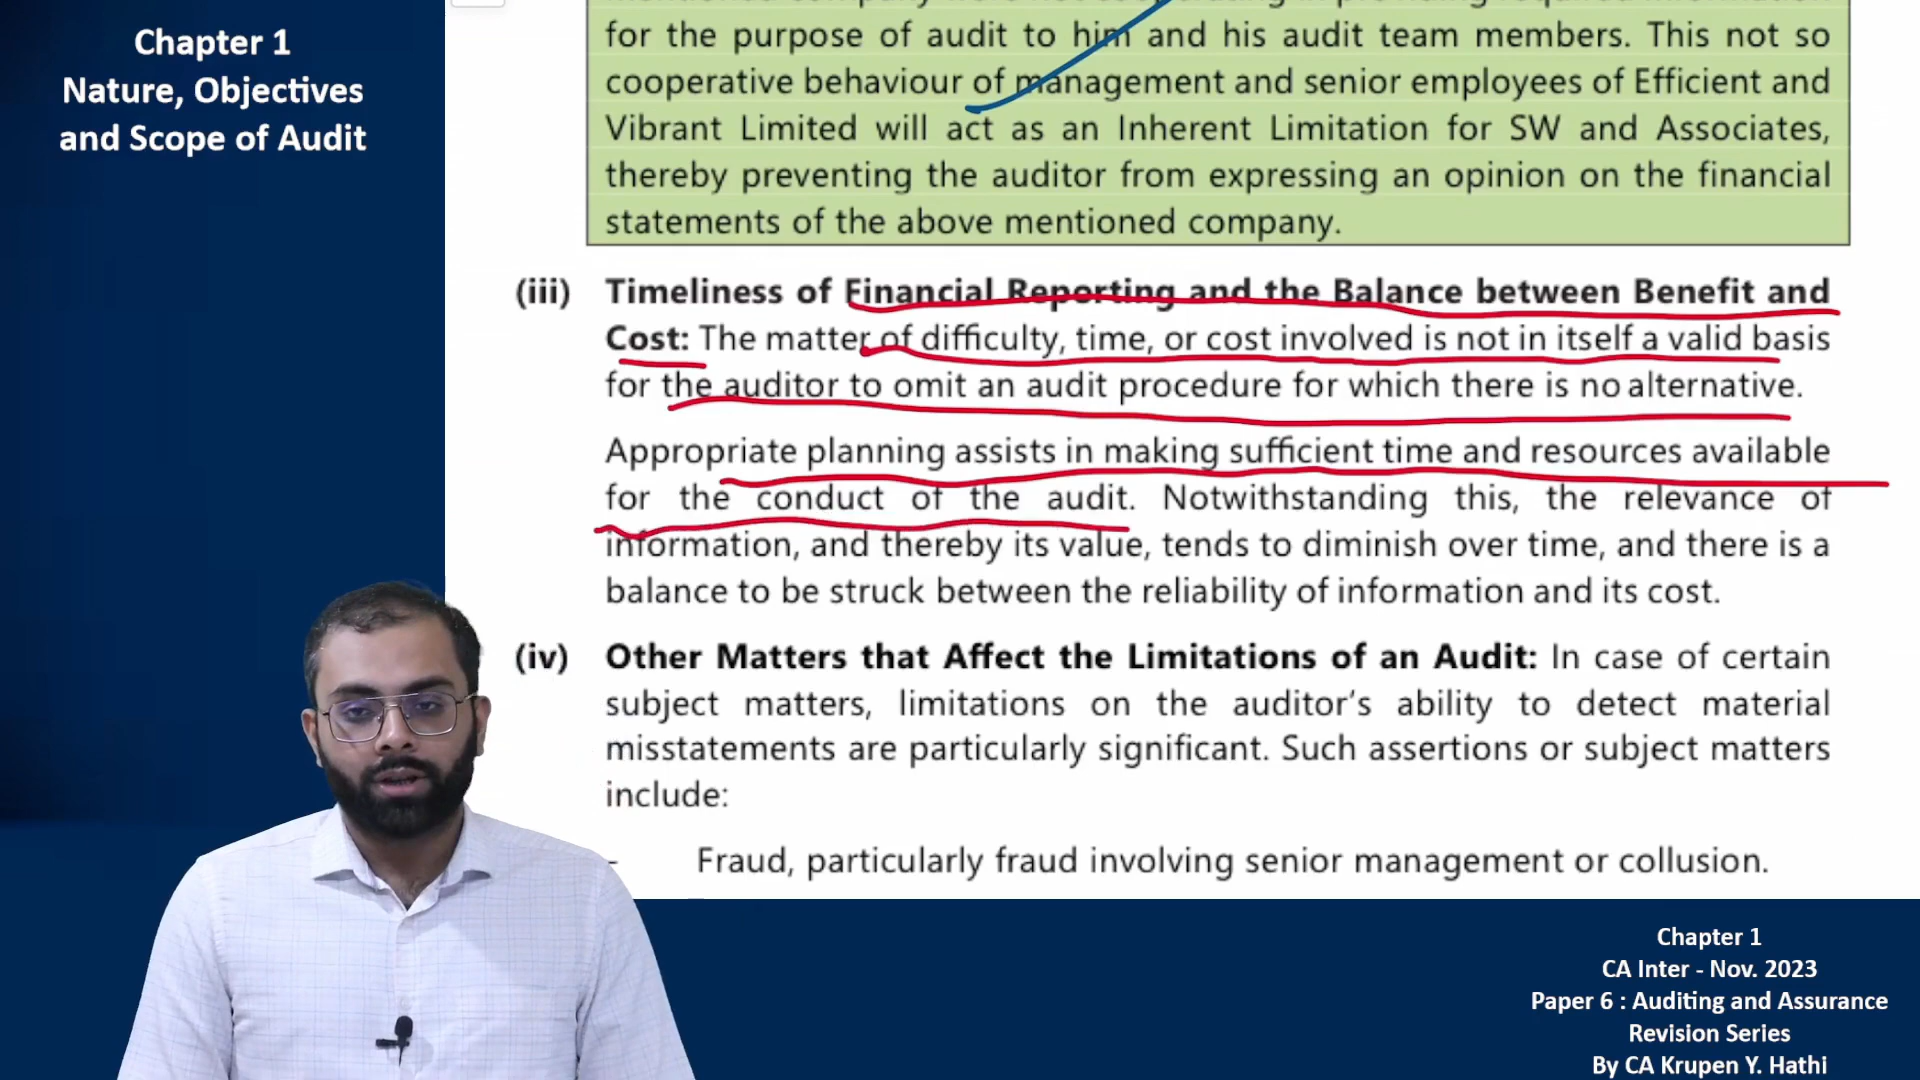 Chapter 1
Nature, Objectives
and Scope of Audit
for the purpose of audit to him and his audit team members. This not so
cooperative behaviour of management and senior employees of Efficient and
Vibrant Limited will act as an Inherent Limitation for SW and Associates,
thereby preventing the auditor from expressing an opinion on the financial
statements of the above mentioned company.
(iii) Timeliness of Financial Reporting and the Balance between Benefit and
Cost: The matter of difficulty, time, or cost involved is not in itself a valid basis
for the auditor to omit an audit procedure for which there is no alternative.
Appropriate planning assists in making sufficient time and resources available
for the conduct of the audit. Notwithstanding this, the relevance of
information, and thereby its value, tends to diminish over time, and there is a
balance to be struck between the reliability of information and its cost.
(iv) Other Matters that Affect the Limitations of an Audit: In case of certain
subject matters, limitations on the auditor's ability to detect material
misstatements are particularly significant. Such assertions or subject matters
include:
- Fraud, particularly fraud involving senior management or collusion.
Chapter 1
CA Inter - Nov. 2023
Paper 6 : Auditing and Assurance
Revision Series
By CA Krupen Y. Hathi